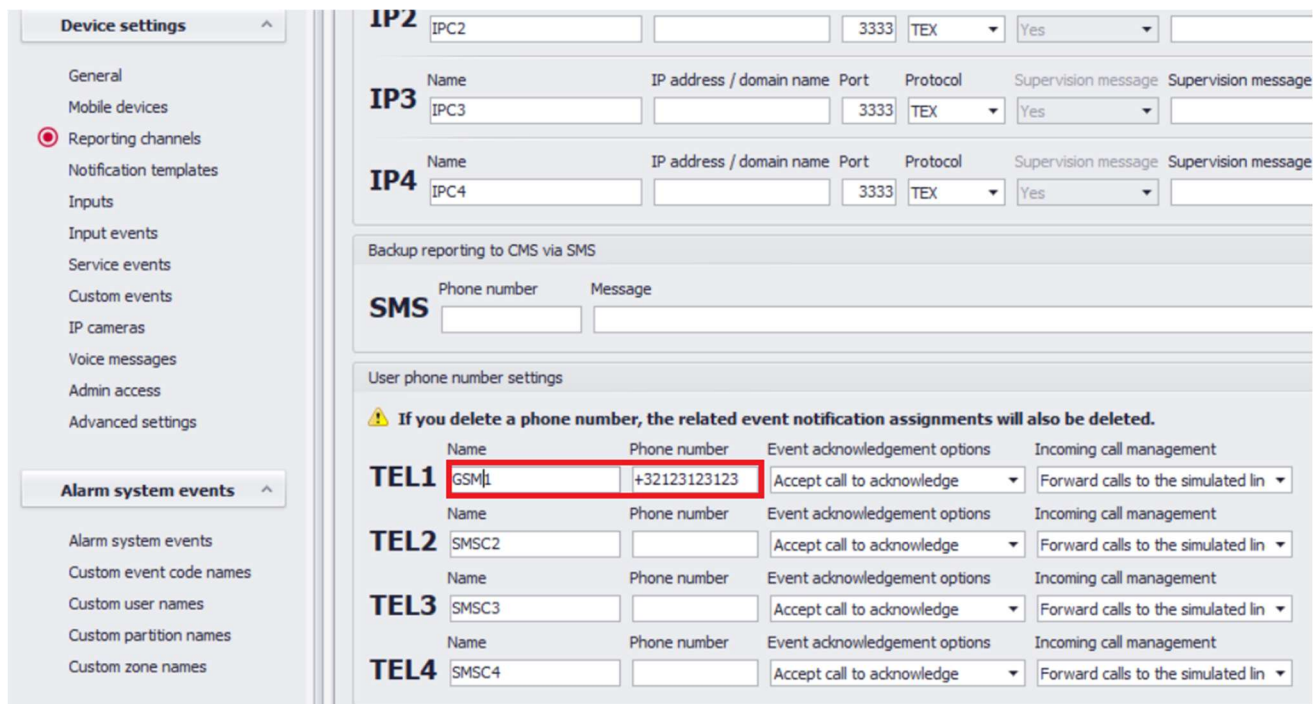 Device settings
General
Mobile devices
Reporting channels
Notification templates
Inputs
Input events
Service events
Custom events
IP cameras
Voice messages
Admin access
Advanced settings
Alarm system events
Alarm system events
Custom event code names
Custom user names
Custom partition names
Custom zone names
IP2 IPC2 3333 TEX Yes
Name IP address / domain name Port Protocol Supervision message Supervision message
IP3 IPC3 3333 TEX Yes
Name IP address / domain name Port Protocol Supervision message Supervision message
IP4 IPC4 3333 TEX Yes
Backup reporting to CMS via SMS
Phone number Message
SMS
User phone number settings
If you delete a phone number, the related event notification assignments will also be deleted.
Name Phone number Event acknowledgement options Incoming call management
TEL1 GSM1 +32123123123 Accept call to acknowledge Forward calls to the simulated lin
Name Phone number Event acknowledgement options Incoming call management
TEL2 SMSC2 Accept call to acknowledge Forward calls to the simulated lin
Name Phone number Event acknowledgement options Incoming call management
TEL3 SMSC3 Accept call to acknowledge Forward calls to the simulated lin
Name Phone number Event acknowledgement options Incoming call management
TEL4 SMSC4 Accept call to acknowledge Forward calls to the simulated lin